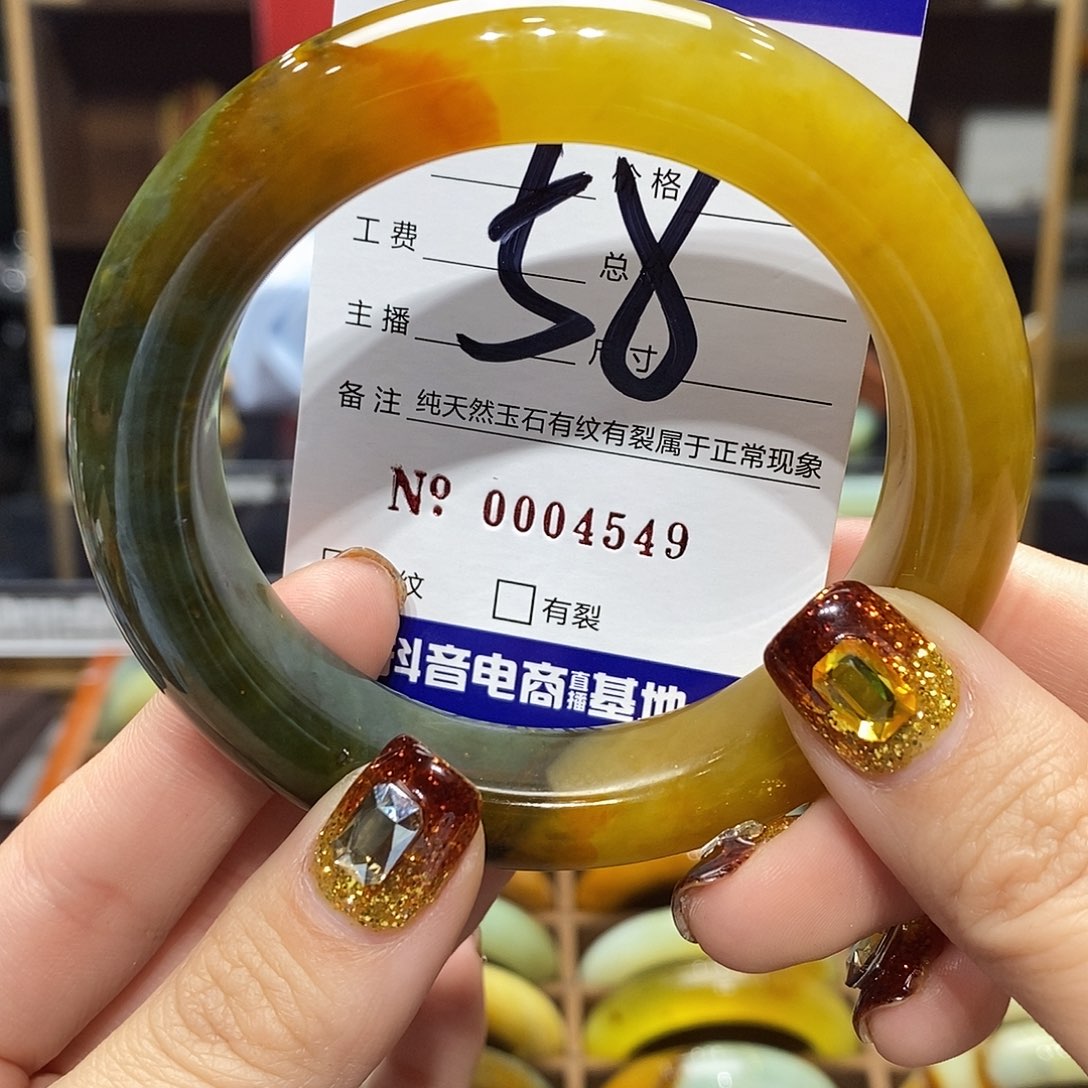 58
价格
工费 总
主播 尺寸
备注 纯天然玉石有纹有裂属于正常现象
Nº 0004549
纹 有裂
抖音电商直播基地